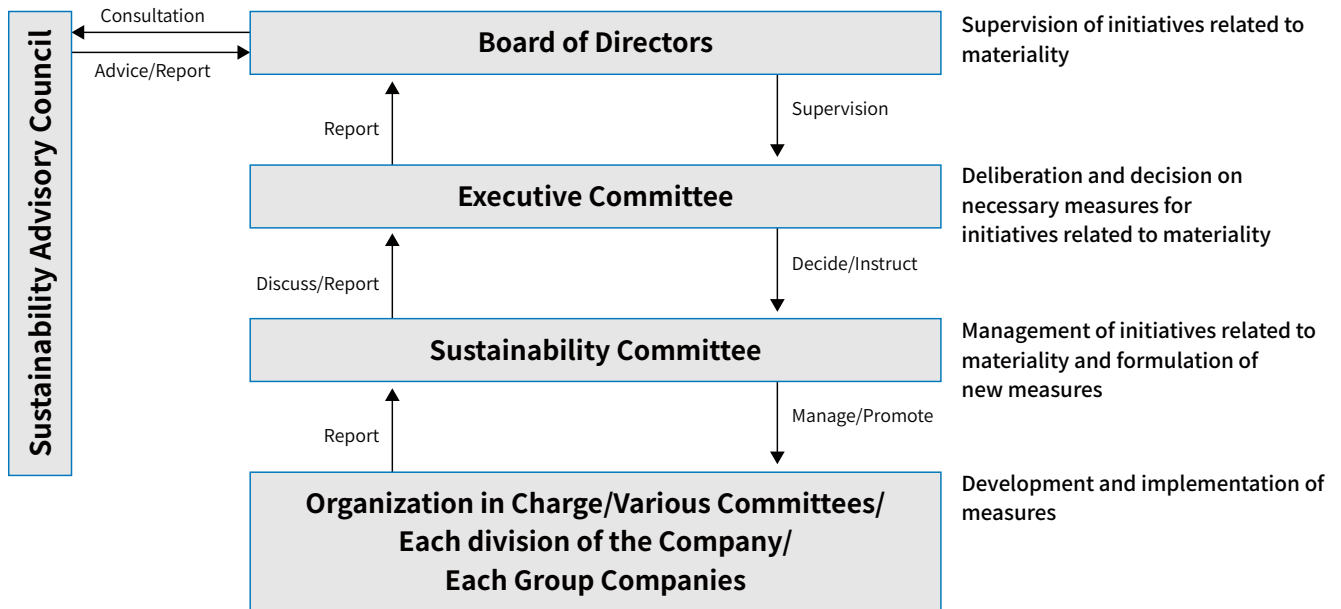 Sustainability Advisory Council
Consultation
Advice/Report
Board of Directors
Supervision of initiatives related to
materiality
Report
Supervision
Executive Committee
Deliberation and decision on
necessary measures for
initiatives related to materiality
Discuss/Report
Decide/Instruct
Sustainability Committee
Management of initiatives related to
materiality and formulation of
new measures
Report
Manage/Promote
Organization in Charge/Various Committees/
Each division of the Company/
Each Group Companies
Development and implementation of
measures